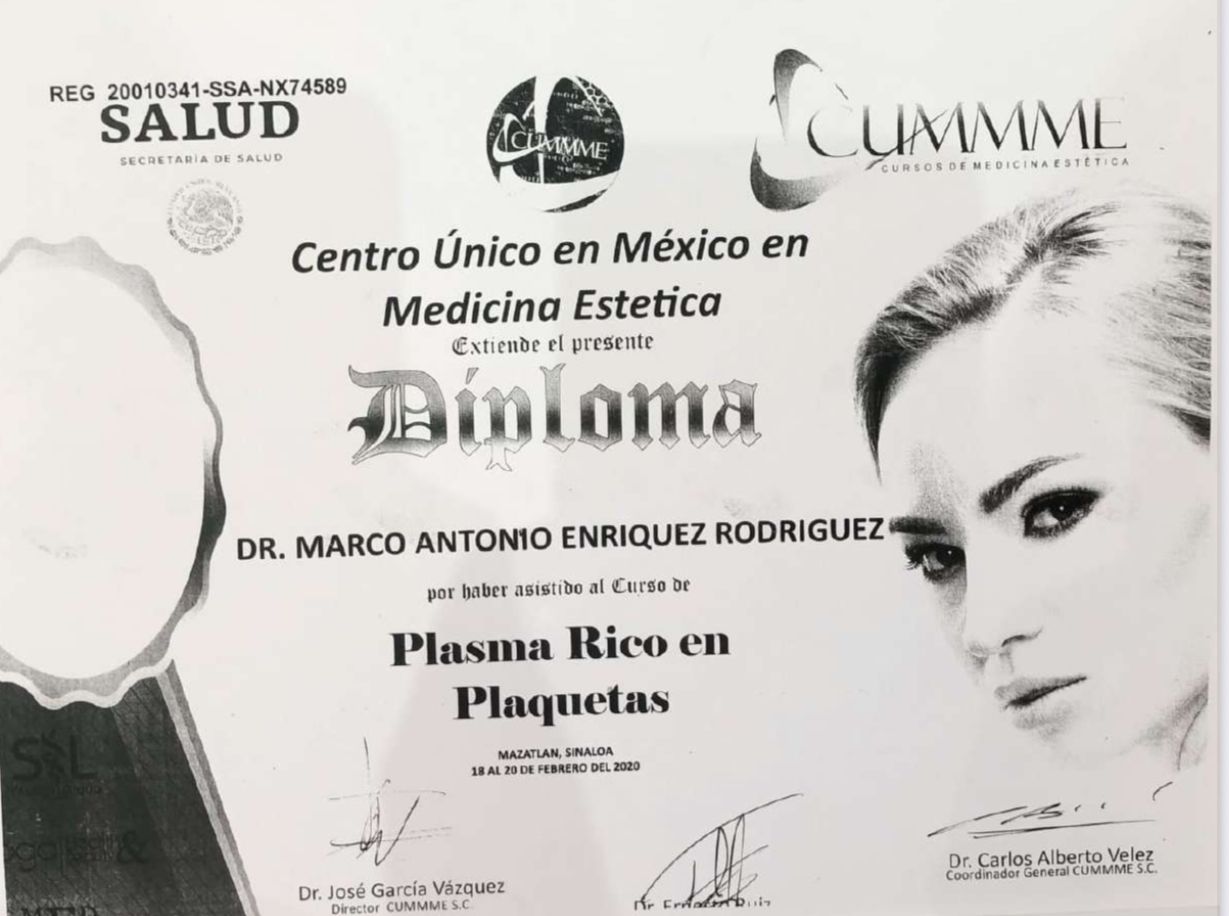 REG 20010341-SSA-NX74589
SALUD
SECRETARÍA DE SALUD
CUMMME
CUMMME
CURSOS DE MEDICINA ESTÉTICA
Centro Único en México en
Medicina Estetica
Extiende el presente
Diploma
DR. MARCO ANTONIO ENRIQUEZ RODRIGUEZ
por haber asistido al Curso de
Plasma Rico en
Plaquetas
MAZATLAN, SINALOA
18 AL 20 DE FEBRERO DEL 2020
Dr. José García Vázquez
Director CUMMME S.C.
Dr Ruiz
Dr. Carlos Alberto Velez
Coordinador General CUMMME S.C.